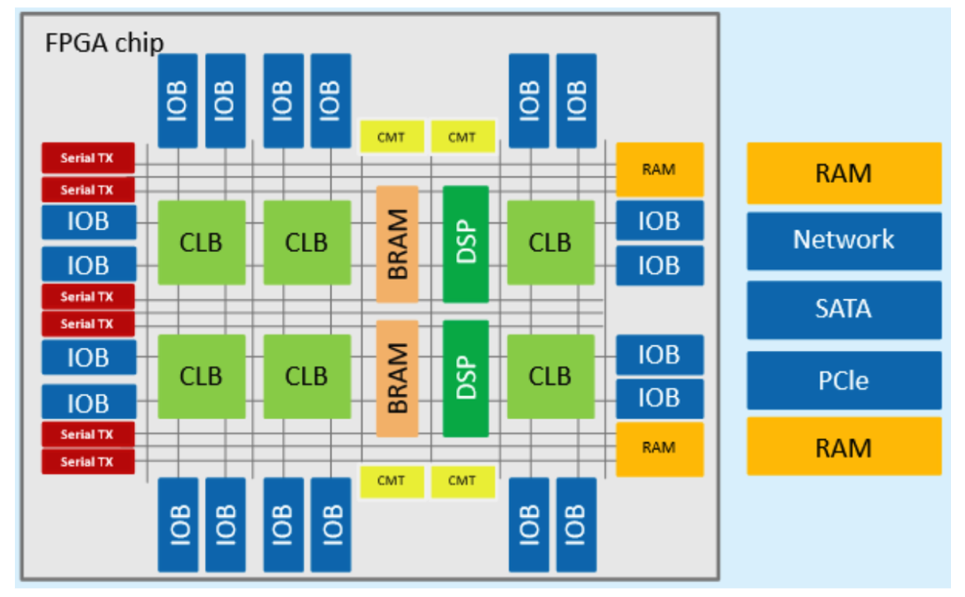 FPGA chip
IOB
IOB
IOB
IOB
IOB
IOB
CMT
CMT
Serial TX
RAM
RAM
Serial TX
IOB
CLB
CLB
BRAM
DSP
CLB
IOB
Network
IOB
IOB
Serial TX
SATA
Serial TX
IOB
CLB
CLB
BRAM
DSP
CLB
IOB
PCIe
IOB
IOB
Serial TX
RAM
RAM
Serial TX
CMT
CMT
IOB
IOB
IOB
IOB
IOB
IOB